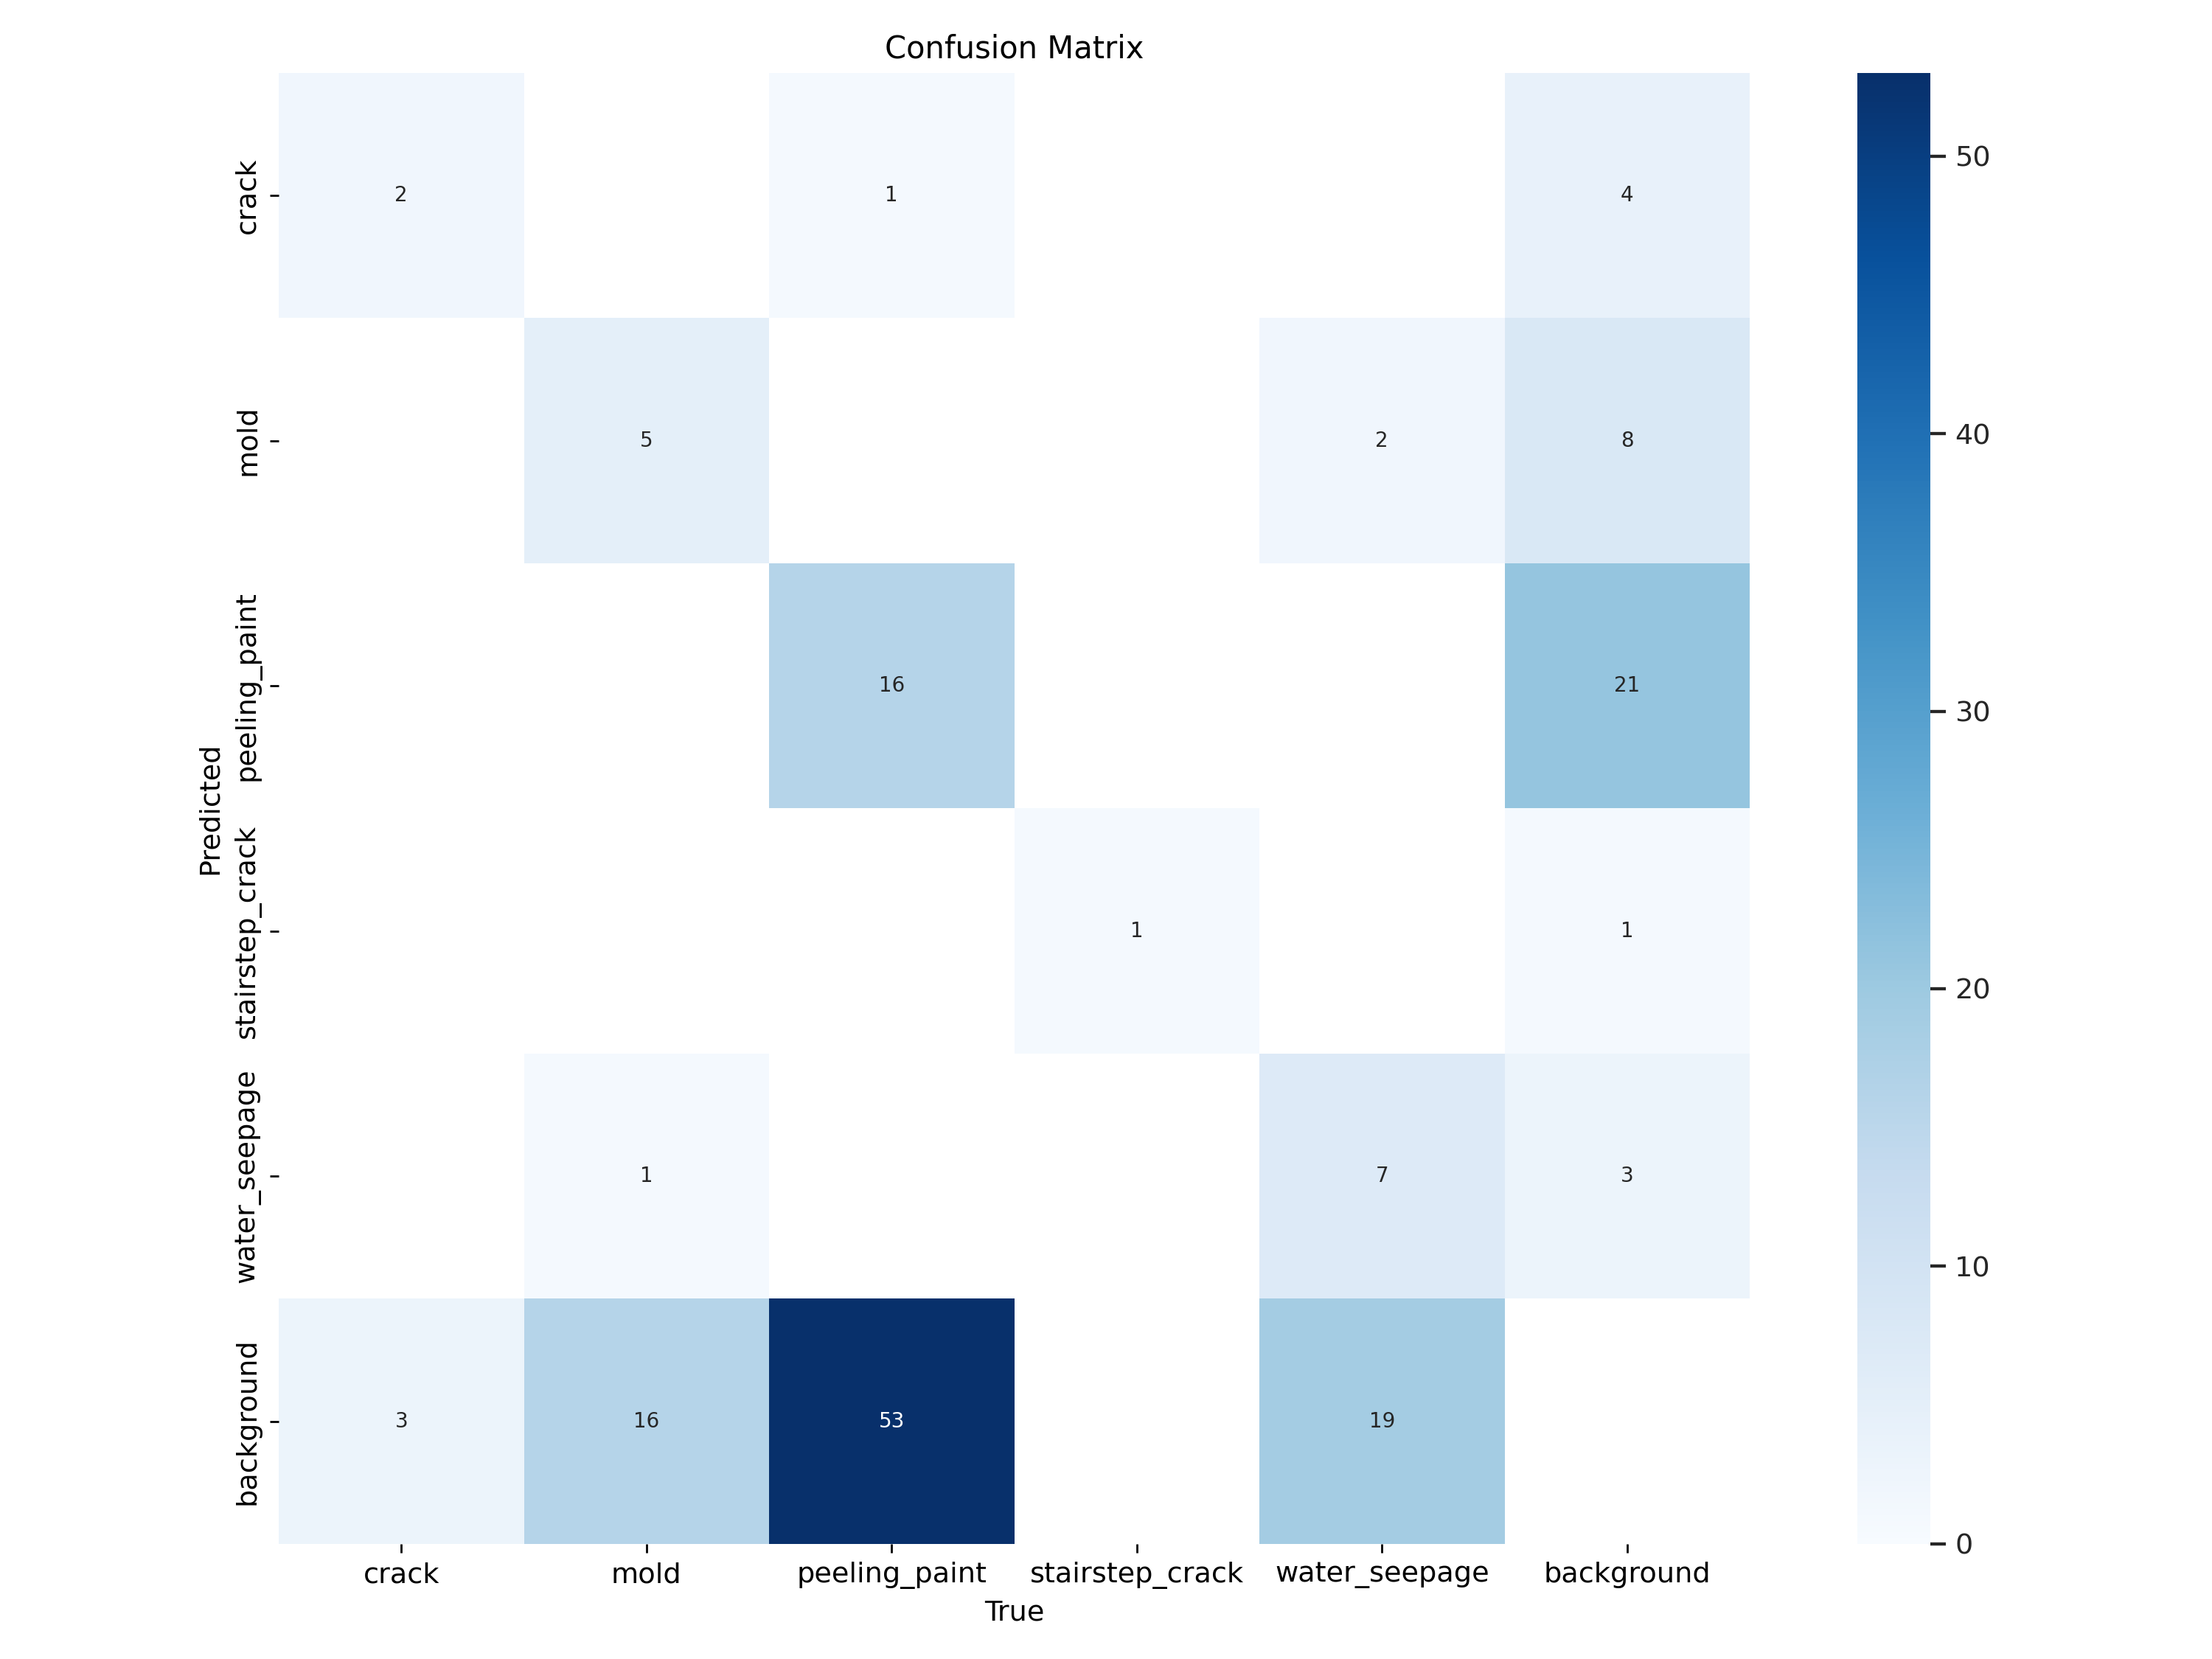 Confusion Matrix
crack
2
1
4
mold
5
2
8
peeling_paint
16
21
stairstep_crack
1
1
water_seepage
1
7
3
background
3
16
53
19
Predicted
crack
mold
peeling_paint
stairstep_crack
water_seepage
background
True
50
40
30
20
10
0